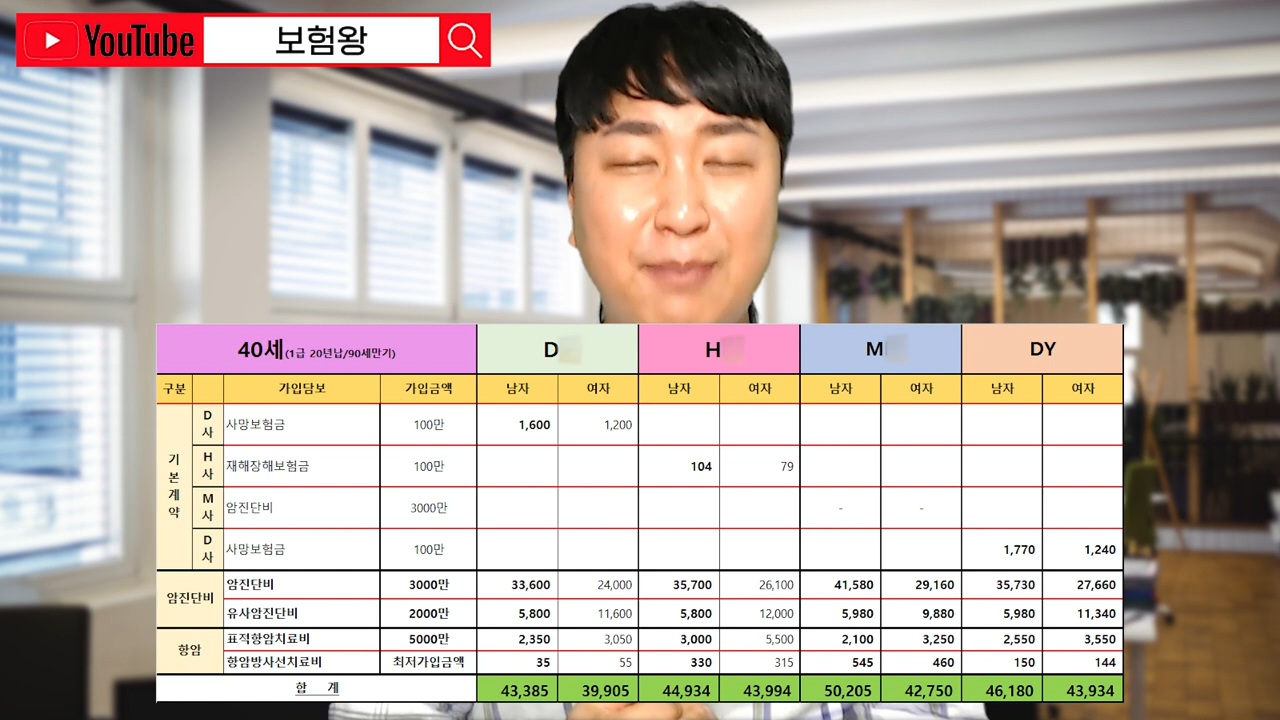 YouTube 보험왕
40세(1급 20년납/90세만기) D H M DY
구분 가입담보 가입금액 남자 여자 남자 여자 남자 여자 남자 여자
기본계약 D사 사망보험금 100만 1,600 1,200
H사 재해장해보험금 100만 104 79
M사 암진단비 3000만 - -
D사 사망보험금 100만 1,770 1,240
암진단비 암진단비 3000만 33,600 24,000 35,700 26,100 41,580 29,160 35,730 27,660
유사암진단비 2000만 5,800 11,600 5,800 12,000 5,980 9,880 5,980 11,340
항암 표적항암치료비 5000만 2,350 3,050 3,000 5,500 2,100 3,250 2,550 3,550
항암방사선치료비 최저가입금액 35 55 330 315 545 460 150 144
합 계 43,385 39,905 44,934 43,994 50,205 42,750 46,180 43,934